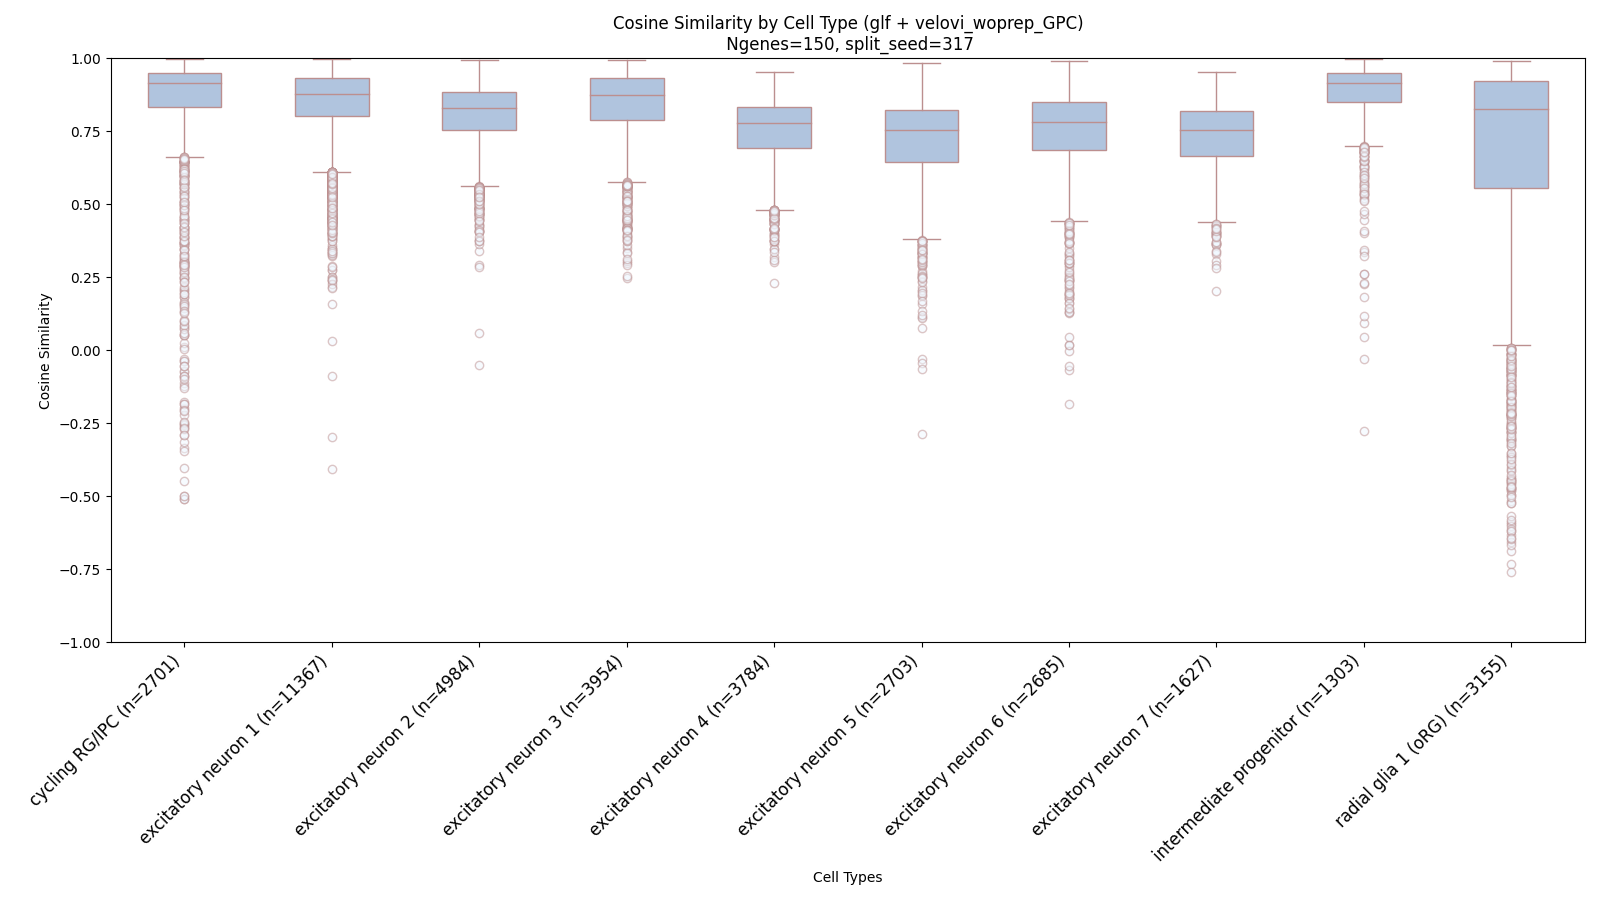 Cosine Similarity by Cell Type (glf + velovi_woprep_GPC)
Ngenes=150, split_seed=317
Cosine Similarity
1.00
0.75
0.50
0.25
0.00
−0.25
−0.50
−0.75
−1.00
cycling RG/IPC (n=2701)
excitatory neuron 1 (n=11367)
excitatory neuron 2 (n=4984)
excitatory neuron 3 (n=3954)
excitatory neuron 4 (n=3784)
excitatory neuron 5 (n=2703)
excitatory neuron 6 (n=2685)
excitatory neuron 7 (n=1627)
intermediate progenitor (n=1303)
radial glia 1 (oRG) (n=3155)
Cell Types